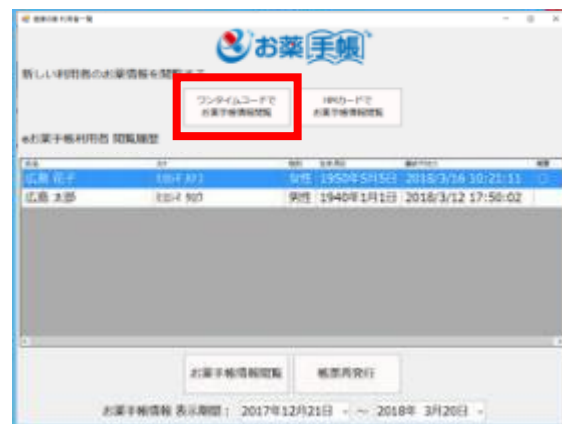 お薬手帳
新しい利用者のお薬情報を閲覧する
ワンタイムコードで
お薬手帳情報閲覧
HPKIカードで
お薬手帳情報閲覧
eお薬手帳利用者 閲覧履歴
広島 花子 女性 1950年5月5日 2018/3/16 10:21:11
広島 太郎 男性 1940年1月1日 2018/3/12 17:50:02
お薬手帳情報閲覧 帳票再発行
お薬手帳情報 表示期間: 2017年12月21日 ~ 2018年 3月20日